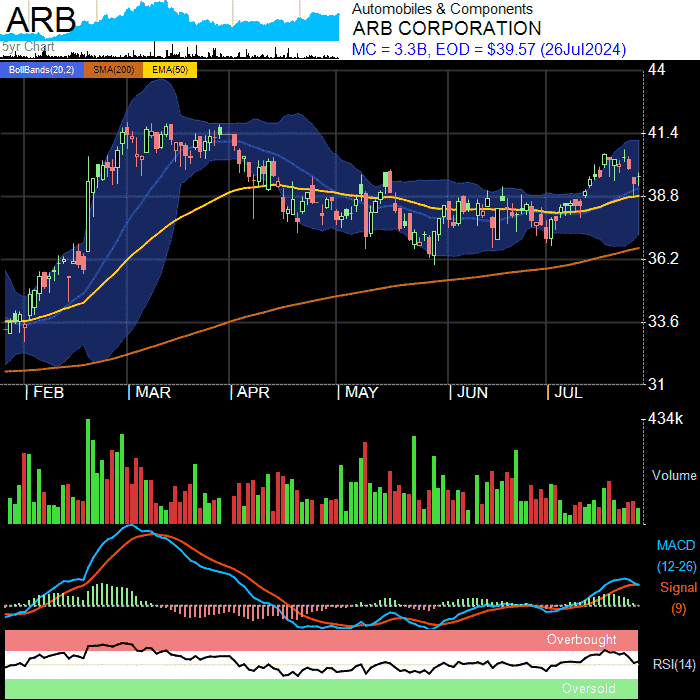 ARB
5yr Chart
Automobiles & Components
ARB CORPORATION
MC = 3.3B, EOD = $39.57 (26Jul2024)
BollBands(20,2) SMA(200) EMA(50)
44
41.4
38.8
36.2
33.6
31
FEB MAR APR MAY JUN JUL
434k
Volume
MACD
(12-26)
Signal
(9)
Overbought
RSI(14)
Oversold